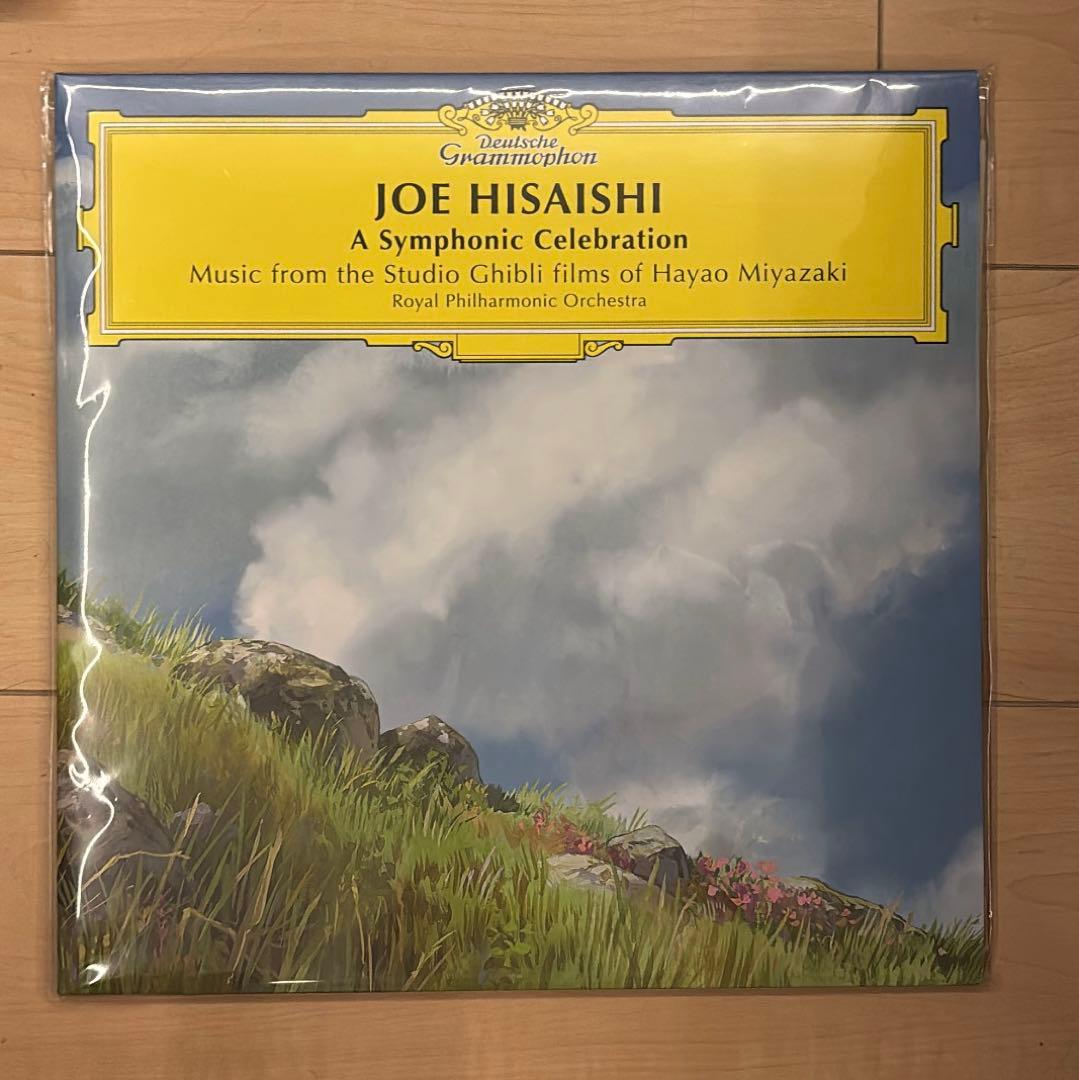 Deutsche
Grammophon
JOE HISAISHI
A Symphonic Celebration
Music from the Studio Ghibli films of Hayao Miyazaki
Royal Philharmonic Orchestra